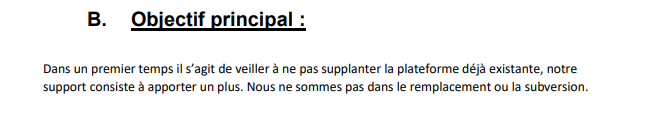 B. Objectif principal :
Dans un premier temps il s’agit de veiller à ne pas supplanter la plateforme déjà existante, notre
support consiste à apporter un plus. Nous ne sommes pas dans le remplacement ou la subversion.